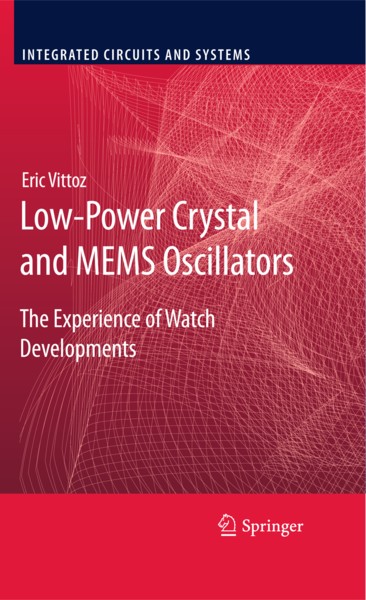 INTEGRATED CIRCUITS AND SYSTEMS
Eric Vittoz
Low-Power Crystal
and MEMS Oscillators
The Experience of Watch
Developments
Springer